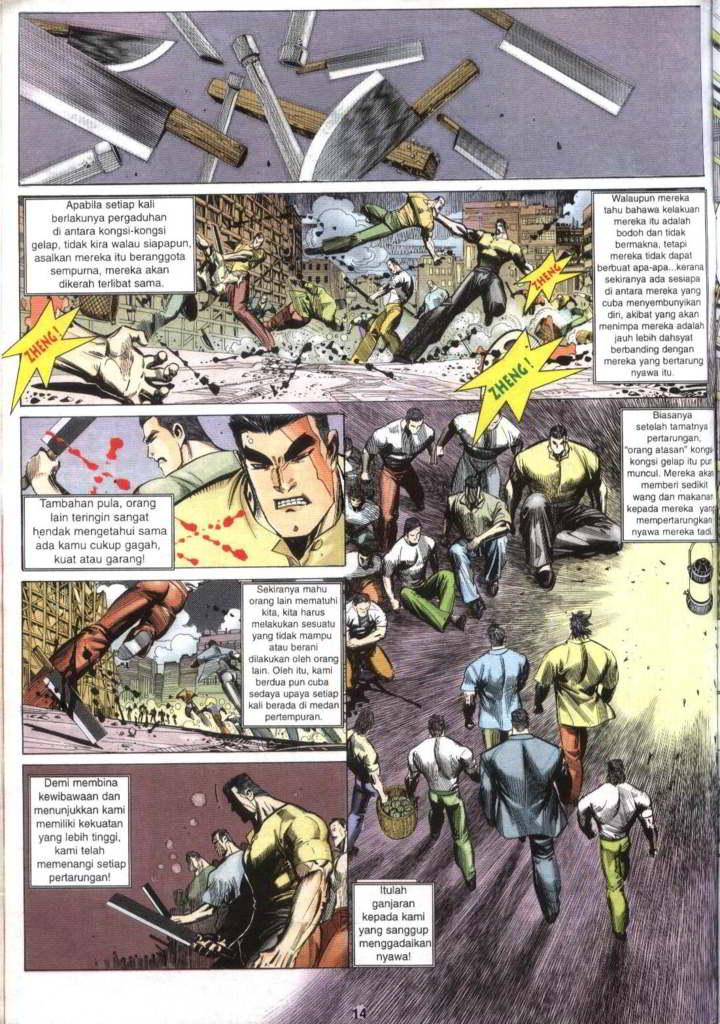 Apabila setiap kali
berlakunya pergaduhan
di antara kongsi-kongsi
gelap, tidak kira walau siapapun,
asalkan mereka itu beranggota
sempurna, mereka akan
dikerah terlibat sama.
Walaupun mereka
tahu bahawa kelakuan
mereka itu adalah
bodoh dan tidak
bermakna, tetapi
mereka tidak dapat
berbuat apa-apa...kerana
sekiranya ada sesiapa
di antara mereka yang
cuba menyembunyikan
diri, akibat yang akan
menimpa mereka adalah
jauh lebih dahsyat
berbanding dengan
mereka yang bertarung
nyawa itu.
ZHENG!
ZHENG!
ZHENG!
Tambahan pula, orang
lain teringin sangat
hendak mengetahui sama
ada kamu cukup gagah,
kuat atau garang!
Biasanya
setelah tamatnya
pertarungan,
"orang atasan" kongsi
kongsi gelap itu pun
muncul. Mereka akan
memberi sedikit
wang dan makanan
kepada mereka yang
mempertarungkan
nyawa mereka tadi.
Sekiranya mahu
orang lain mematuhi
kita, kita harus
melakukan sesuatu
yang tidak mampu
atau berani
dilakukan oleh orang
lain. Oleh itu, kami
berdua pun cuba
sedaya upaya setiap
kali berada di medan
pertempuran.
Demi membina
kewibawaan dan
menunjukkan kami
memiliki kekuatan
yang lebih tinggi,
kami telah
memenangi setiap
pertarungan!
Itulah
ganjaran
kepada kami
yang sanggup
menggadaikan
nyawa!
14